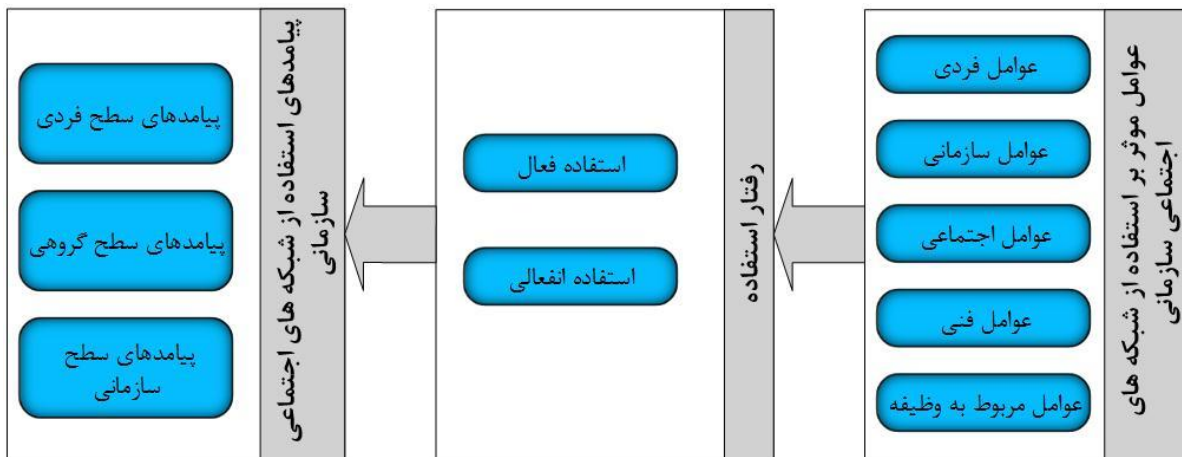 عوامل موثر بر استفاده از شبکه های
اجتماعی سازمانی
عوامل فردی
عوامل سازمانی
عوامل اجتماعی
عوامل فنی
عوامل مربوط به وظیفه
رفتار استفاده
استفاده فعال
استفاده انفعالی
پیامدهای استفاده از شبکه های اجتماعی
سازمانی
پیامدهای سطح فردی
پیامدهای سطح گروهی
پیامدهای سطح
سازمانی